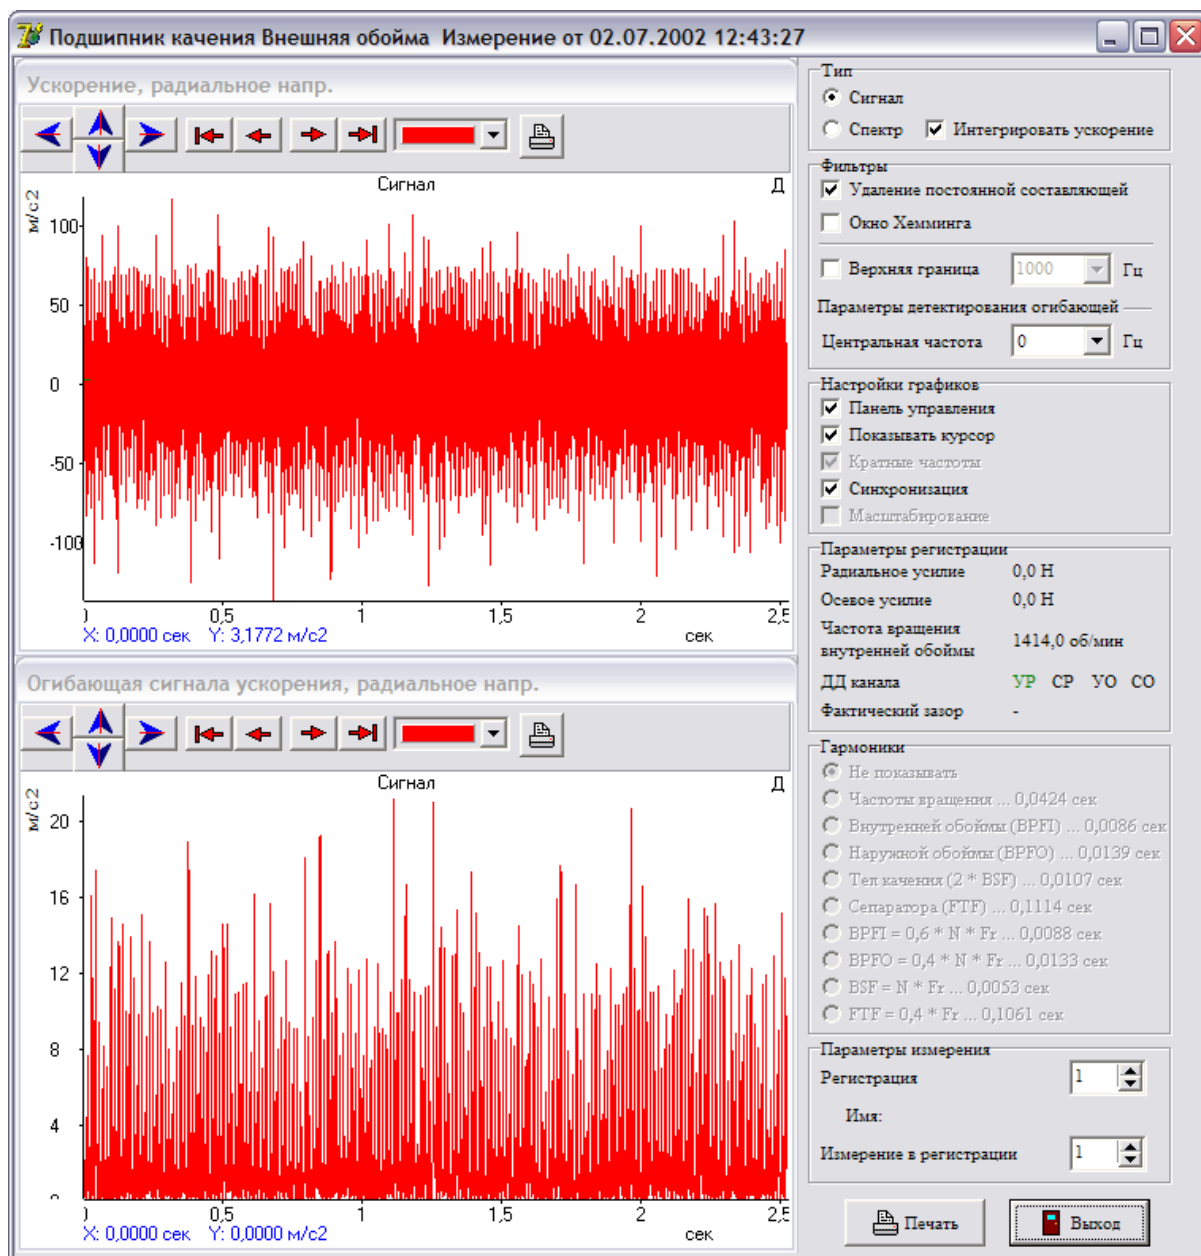 Подшипник качения Внешняя обойма Измерение от 02.07.2002 12:43:27
Ускорение, радиальное напр.
Сигнал
Д
м/с2
100
50
0
-50
-100
0,5
1
1,5
2
2,5
X: 0,0000 сек Y: 3,1772 м/с2
сек
Огибающая сигнала ускорения, радиальное напр.
Сигнал
Д
м/с2
20
16
12
8
4
0,5
1
1,5
2
2,5
X: 0,0000 сек Y: 0,0000 м/с2
сек
Тип
Сигнал
Спектр Интегрировать ускорение
Фильтры
Удаление постоянной составляющей
Окно Хемминга
Верхняя граница 1000 Гц
Параметры детектирования огибающей
Центральная частота 0 Гц
Настройки графиков
Панель управления
Показывать курсор
Кратные частоты
Синхронизация
Масштабирование
Параметры регистрации
Радиальное усилие 0,0 Н
Осевое усилие 0,0 Н
Частота вращения
внутренней обоймы 1414,0 об/мин
ДД канала УР СР УО СО
Фактический зазор -
Гармоники
Не показывать
Частоты вращения ... 0,0424 сек
Внутренней обоймы (BPFI) ... 0,0086 сек
Наружной обоймы (BPFO) ... 0,0139 сек
Тел качения (2 * BSF) ... 0,0107 сек
Сепаратора (FTF) ... 0,1114 сек
BPFI = 0,6 * N * Fr ... 0,0088 сек
BPFO = 0,4 * N * Fr ... 0,0133 сек
BSF = N * Fr ... 0,0053 сек
FTF = 0,4 * Fr ... 0,1061 сек
Параметры измерения
Регистрация 1
Имя:
Измерение в регистрации 1
Печать
Выход